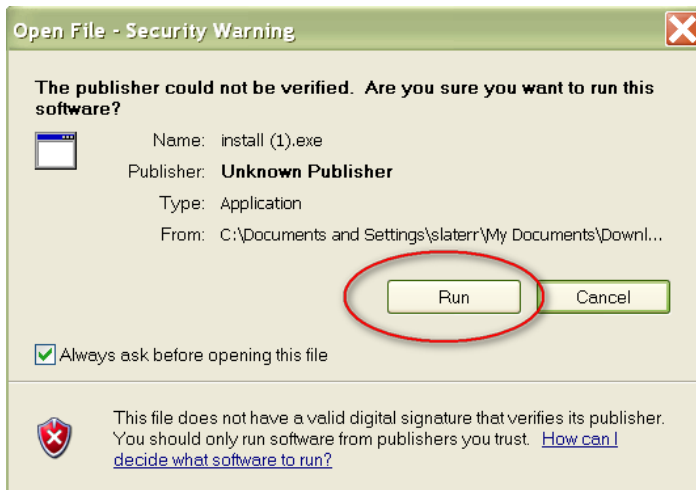 Open File - Security Warning
The publisher could not be verified.  Are you sure you want to run this
software?
Name: install (1).exe
Publisher: Unknown Publisher
Type: Application
From: C:\Documents and Settings\slaterr\My Documents\Downl...
Run Cancel
Always ask before opening this file
This file does not have a valid digital signature that verifies its publisher.
You should only run software from publishers you trust. How can I
decide what software to run?